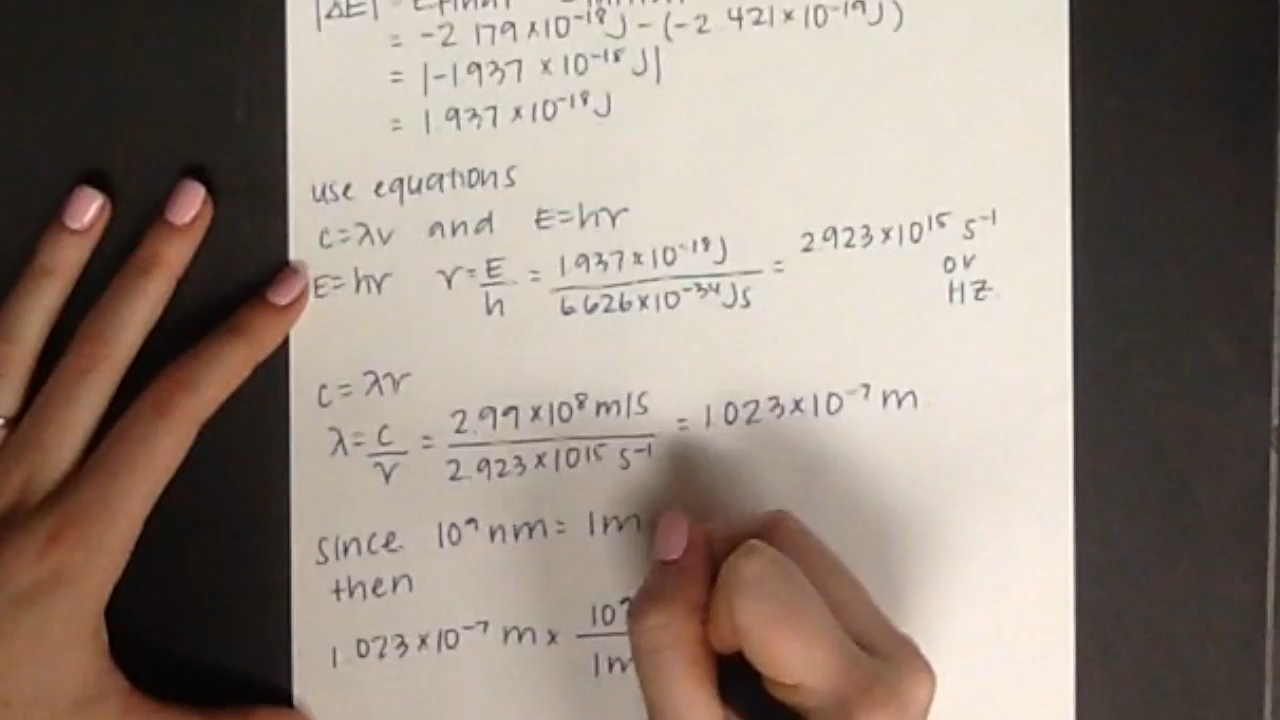 |ΔE| =
= -2 179 × 10⁻¹⁸ J - (-2 421 × 10⁻¹⁹ J)
= |-1 937 × 10⁻¹⁸ J|
= 1 937 × 10⁻¹⁸ J
use equations
c = λν and E = hν
E = hν ν = E/h = 1 937 × 10⁻¹⁸ J / 6 626 × 10⁻³⁴ Js = 2 923 × 10¹⁵ s⁻¹
or
HZ
c = λν
λ = c/ν = 2.99 × 10⁸ m/s / 2.923 × 10¹⁵ s⁻¹ = 1 023 × 10⁻⁷ m
since 10⁹ nm = 1m
then
1.023 × 10⁻⁷ m × 10⁹ / 1m